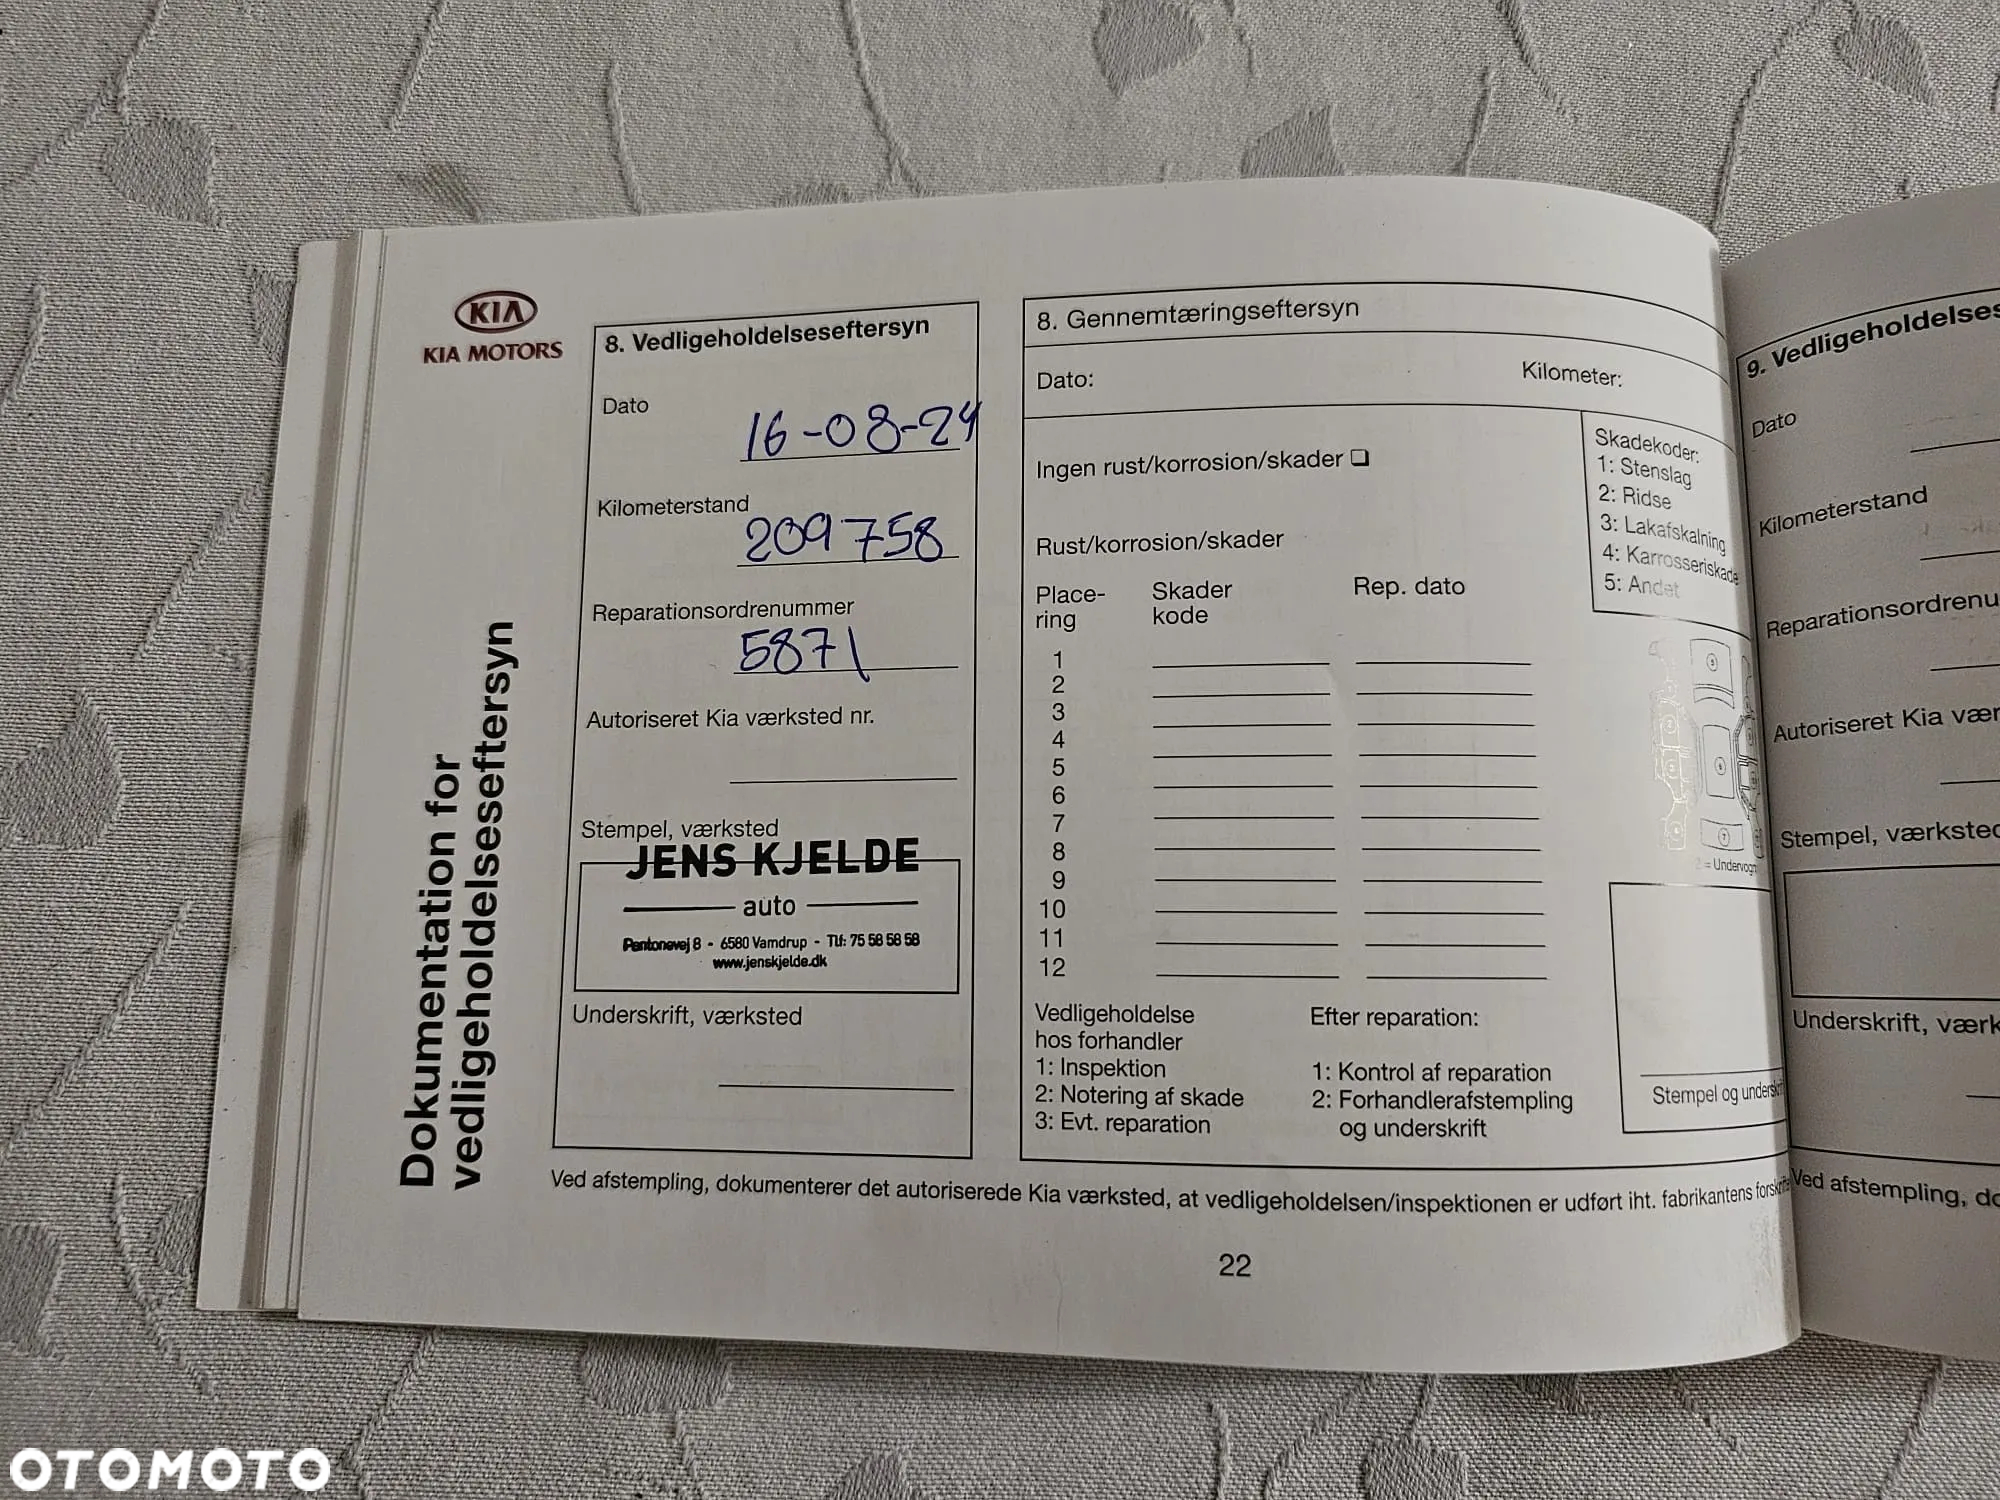 KIA
KIA MOTORS
Dokumentation for
vedligeholdelseseftersyn
8. Vedligeholdelseseftersyn
Dato
16-08-24
Kilometerstand
209758
Reparationsordrenummer
5871
Autoriseret Kia værksted nr.
Stempel, værksted
JENS KJELDE
auto
Pantonevej 8 - 6580 Vamdrup - Tlf: 75 58 58 58
www.jenskjelde.dk
Underskrift, værksted
8. Gennemtæringseftersyn
Dato: Kilometer:
Ingen rust/korrosion/skader
Rust/korrosion/skader
Place-
ring
Skader
kode
Rep. dato
1
2
3
4
5
6
7
8
9
10
11
12
Skadekoder:
1: Stenslag
2: Ridse
3: Lakafskalning
4: Karrosseriskade
5: Andet
= Undervogn
Vedligeholdelse
hos forhandler
1: Inspektion
2: Notering af skade
3: Evt. reparation
Efter reparation:
1: Kontrol af reparation
2: Forhandlerafstempling
og underskrift
Stempel og underskri
Ved afstempling, dokumenterer det autoriserede Kia værksted, at vedligeholdelsen/inspektionen er udført iht. fabrikantens forskrifte
22
9. Vedligeholdelses
Dato
Kilometerstand
Reparationsordrenu
Autoriseret Kia vær
Stempel, værksted
Underskrift, værk
Ved afstempling, do
OTOMOTO